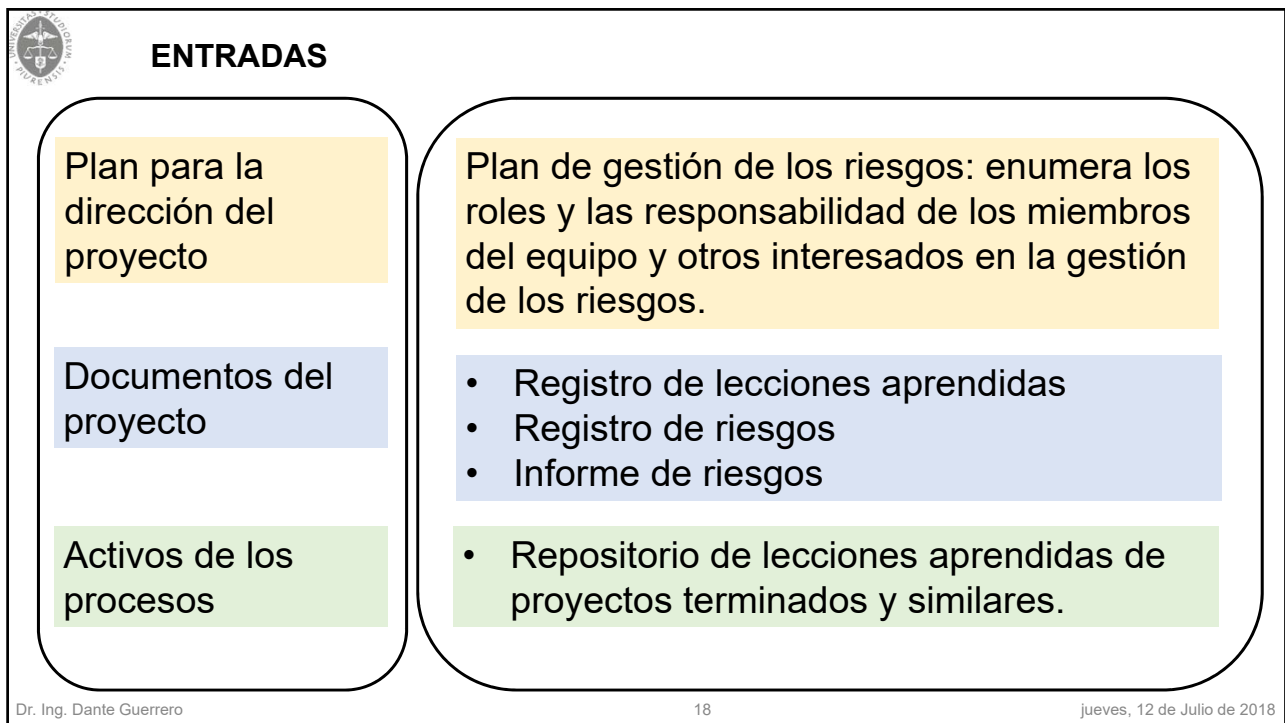 UNIVERSITAS STUDIORUM PIURENSIS
ENTRADAS
Plan para la
dirección del
proyecto
Plan de gestión de los riesgos: enumera los
roles y las responsabilidad de los miembros
del equipo y otros interesados en la gestión
de los riesgos.
Documentos del
proyecto
• Registro de lecciones aprendidas
• Registro de riesgos
• Informe de riesgos
Activos de los
procesos
• Repositorio de lecciones aprendidas de
proyectos terminados y similares.
Dr. Ing. Dante Guerrero
18
jueves, 12 de Julio de 2018